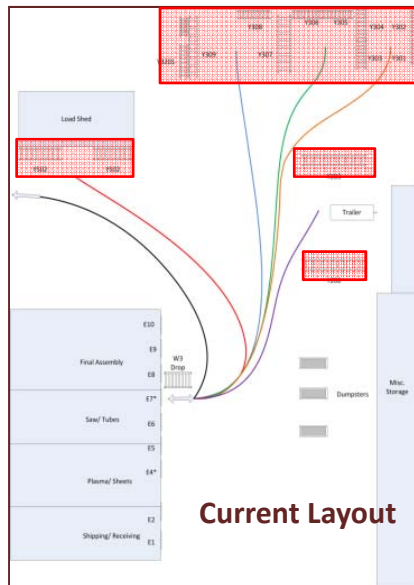 Y308
Y306 Y305
Y304 Y302
Y309
Y307
Y303 Y301
Load Shed
Trailer
E10
E9
W3
Drop
Final Assembly
E8
E7*
Dumpsters
Misc.
Storage
Saw/ Tubes
E6
E5
Plasma/ Sheets
E4*
E2
Shipping/ Receiving
E1
Current Layout